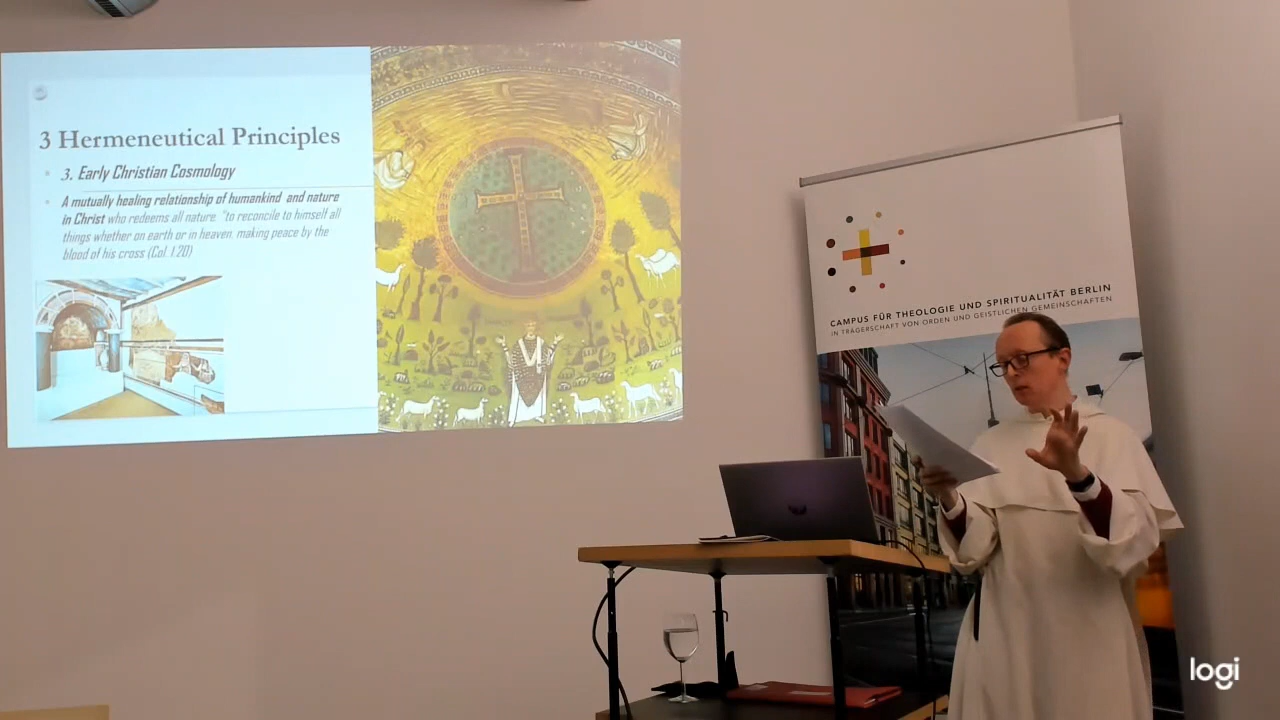 3 Hermeneutical Principles
3. Early Christian Cosmology
A mutually healing relationship of humankind and nature
in Christ who redeems all nature "to reconcile to himself all
things whether on earth or in heaven, making peace by the
blood of his cross (Col. 1.20)
CAMPUS FÜR THEOLOGIE UND SPIRITUALITÄT BERLIN
IN TRÄGERSCHAFT VON ORDEN UND GEISTLICHEN GEMEINSCHAFTEN
logi